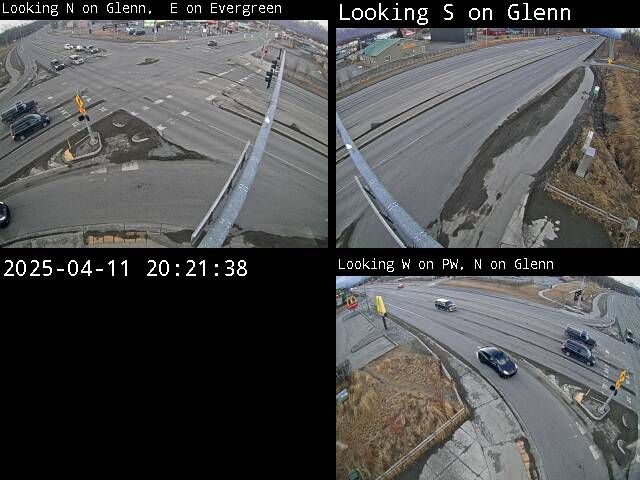 Looking N on Glenn, E on Evergreen
Looking S on Glenn
2025-04-11 20:21:38
Looking W on PW, N on Glenn